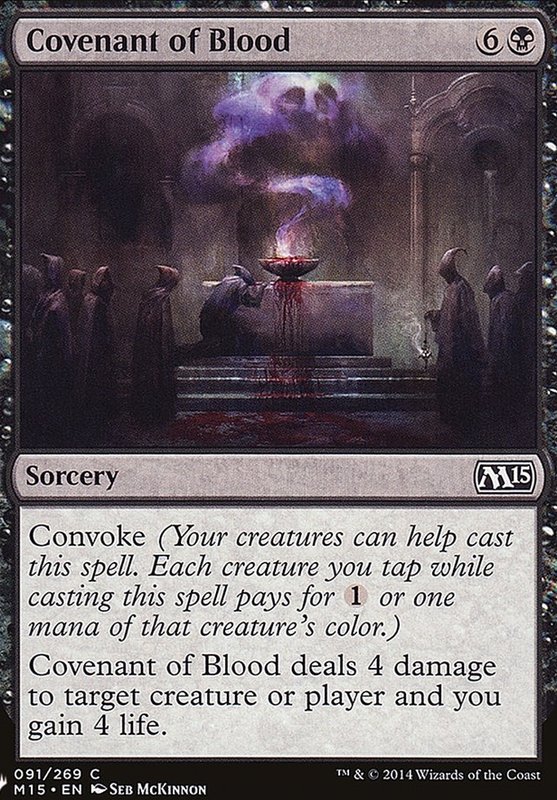 Covenant of Blood 6
Sorcery M15
Convoke (Your creatures can help cast
this spell. Each creature you tap while
casting this spell pays for 1 or one
mana of that creature's color.)
Covenant of Blood deals 4 damage
to target creature or player and you
gain 4 life.
091/269 C
M15 • EN Seb McKinnon
™ & © 2014 Wizards of the Coast